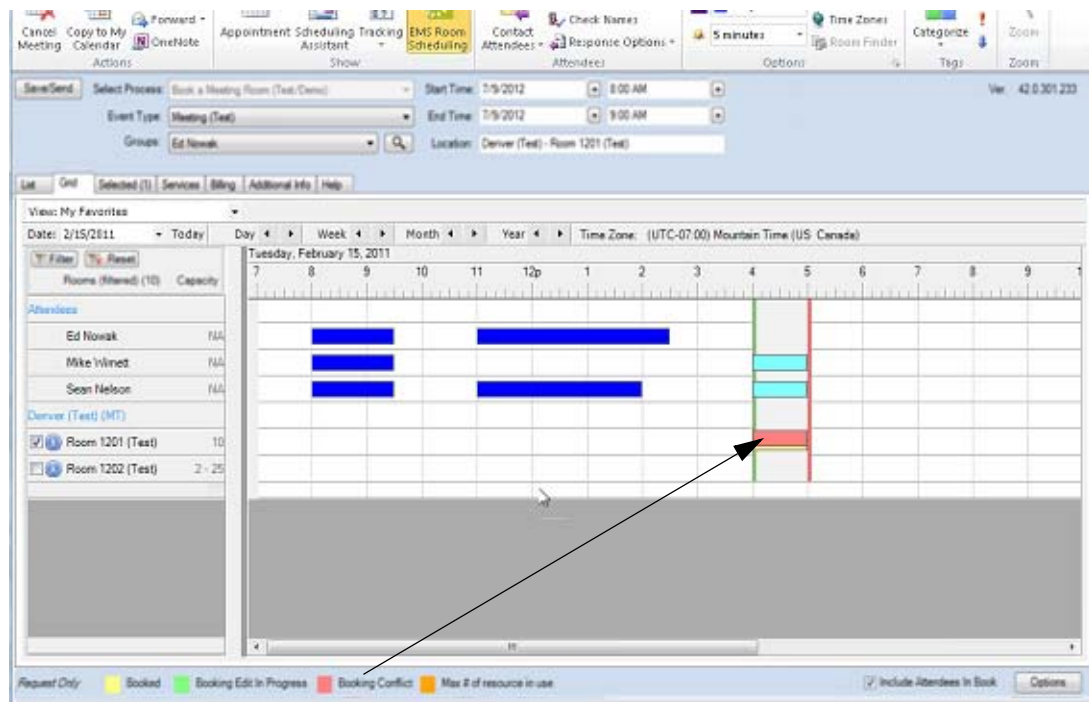 Forward
Cancel Meeting
Copy to My Calendar
OneNote
Actions
Appointment
Scheduling Assistant
Tracking
EMS Room Scheduling
Show
Contact Attendees
Check Names
Response Options
Attendees
5 minutes
Time Zones
Room Finder
Options
Categorize
Tags
Zoom
Zoom
Save/Send Select Process: Book a Meeting Room (Test/Demo) Start Time: 7/9/2012 8:00 AM Ver. 42.0.301.233
Event Type: Meeting (Test) End Time: 7/9/2012 9:00 AM
Groups: Ed Nowak Location: Denver (Test) - Room 1201 (Test)
List Grid Selected (1) Services Billing Additional Info Help
View: My Favorites
Date: 2/15/2011 Today Day Week Month Year Time Zone: (UTC-07:00) Mountain Time (US Canada)
Filter Reset Tuesday, February 15, 2011
Rooms (filtered) (10) Capacity 7 8 9 10 11 12p 1 2 3 4 5 6 7 8 9 1
Attendees
Ed Nowak NA
Mike NA
Sean Nelson NA
Denver (Test) (MT)
Room 1201 (Test) 10
Room 1202 (Test) 2 - 25
Request Only Booked Booking Edit In Progress Booking Conflict Max # of resource in use Include Attendees In Book Options